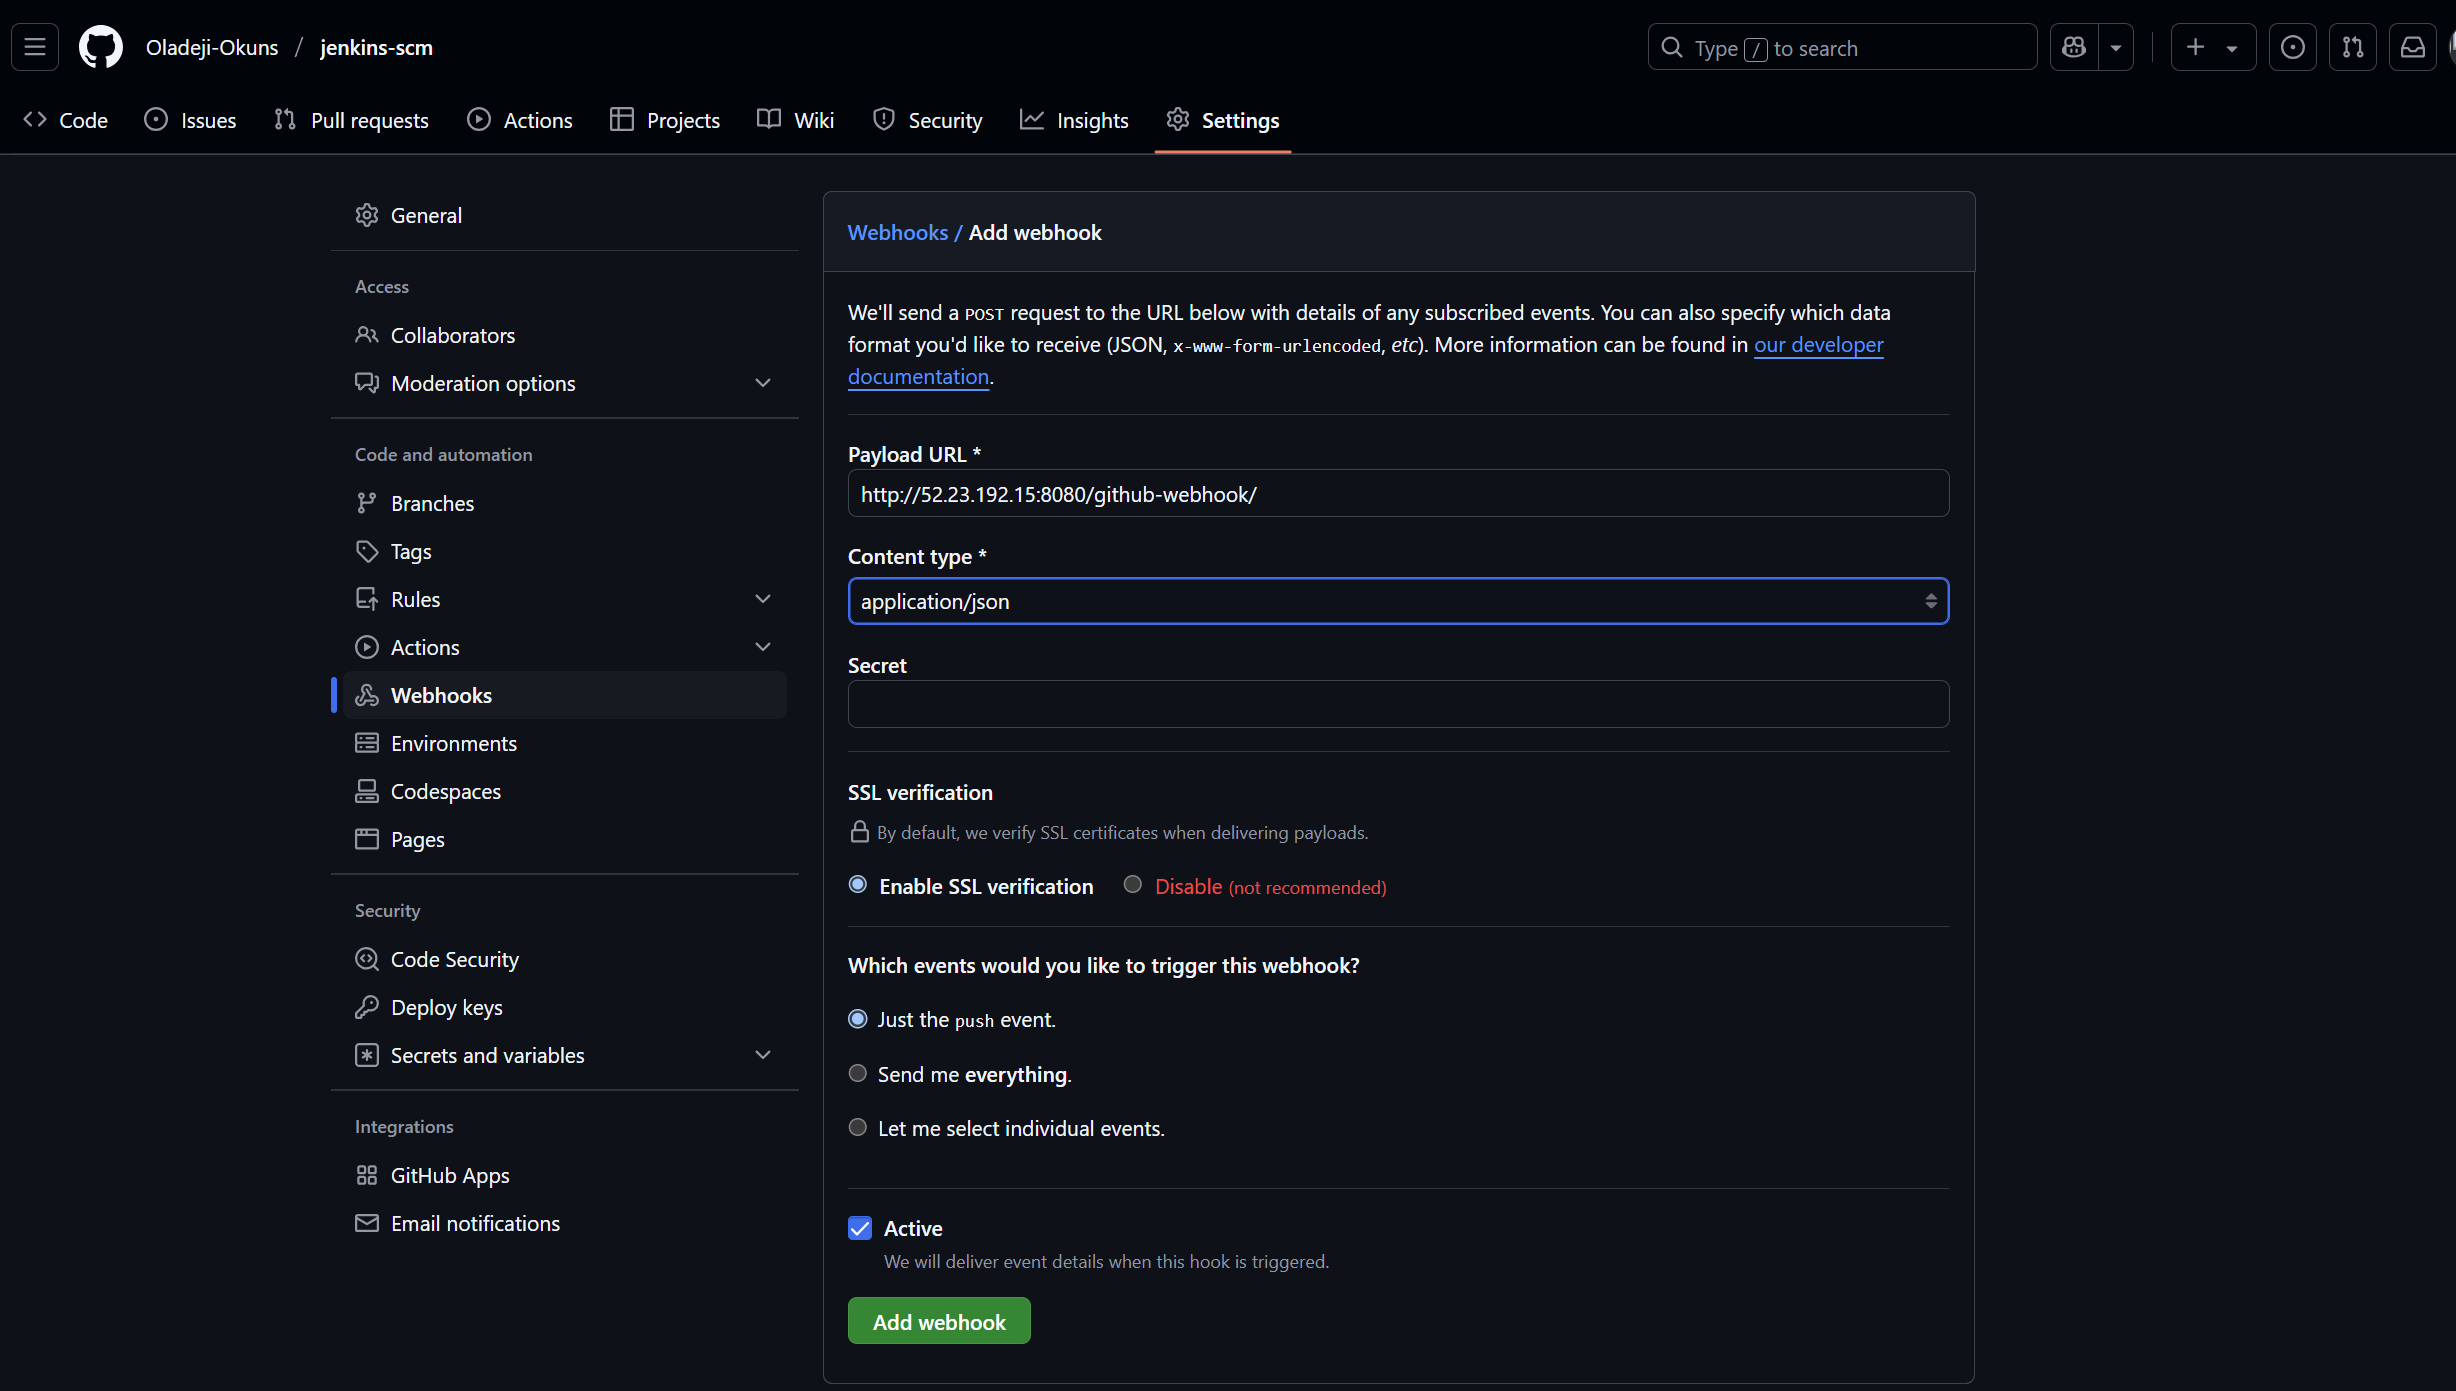 Oladeji-Okuns / jenkins-scm
Type / to search
Code
Issues
Pull requests
Actions
Projects
Wiki
Security
Insights
Settings
General
Access
Collaborators
Moderation options
Code and automation
Branches
Tags
Rules
Actions
Webhooks
Environments
Codespaces
Pages
Security
Code Security
Deploy keys
Secrets and variables
Integrations
GitHub Apps
Email notifications
Webhooks / Add webhook
We'll send a POST request to the URL below with details of any subscribed events. You can also specify which data
format you'd like to receive (JSON, x-www-form-urlencoded, etc). More information can be found in our developer
documentation.
Payload URL *
http://52.23.192.15:8080/github-webhook/
Content type *
application/json
Secret
SSL verification
By default, we verify SSL certificates when delivering payloads.
Enable SSL verification
Disable (not recommended)
Which events would you like to trigger this webhook?
Just the push event.
Send me everything.
Let me select individual events.
Active
We will deliver event details when this hook is triggered.
Add webhook